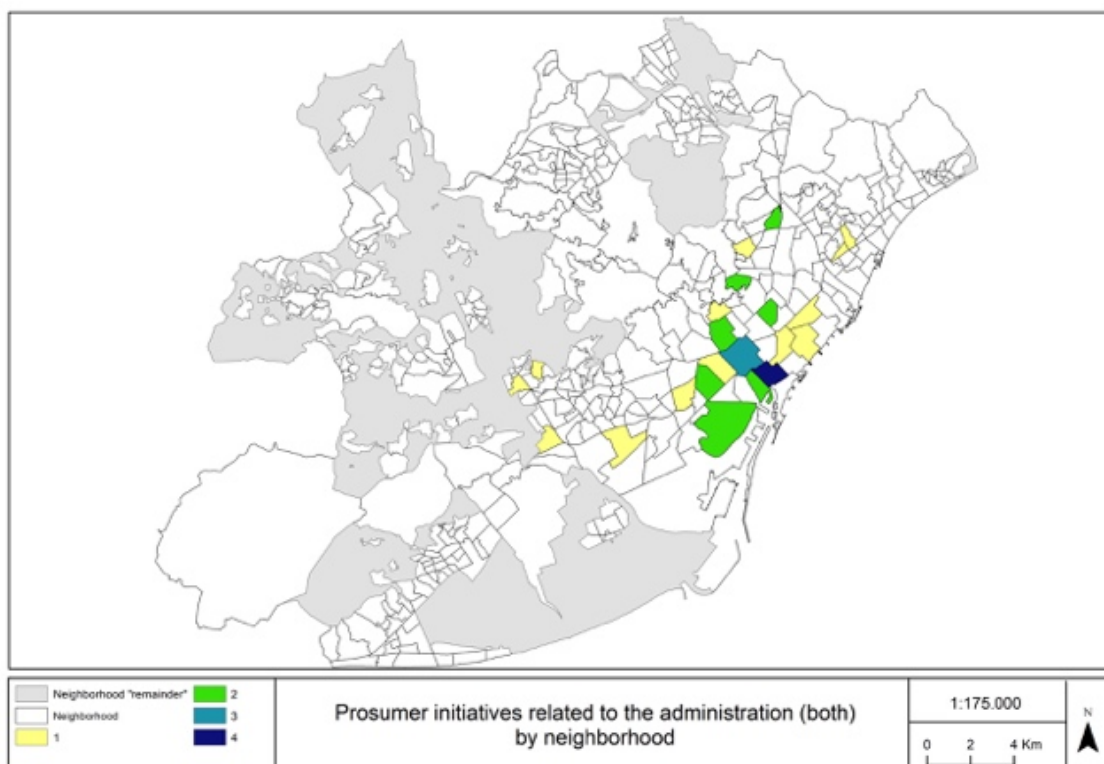 Neighborhood "remainder"
Neighborhood
1
2
3
4
Prosumer initiatives related to the administration (both)
by neighborhood
1:175.000
0 2 4 Km
N